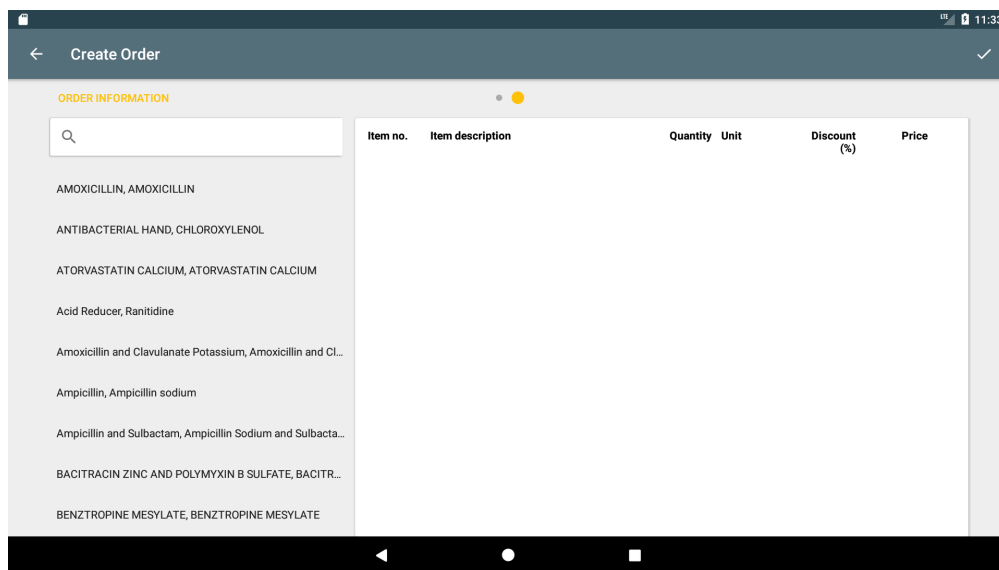 LTE 11:33
Create Order
ORDER INFORMATION
Item no. Item description Quantity Unit Discount (%) Price
AMOXICILLIN, AMOXICILLIN
ANTIBACTERIAL HAND, CHLOROXYLENOL
ATORVASTATIN CALCIUM, ATORVASTATIN CALCIUM
Acid Reducer, Ranitidine
Amoxicillin and Clavulanate Potassium, Amoxicillin and Cl...
Ampicillin, Ampicillin sodium
Ampicillin and Sulbactam, Ampicillin Sodium and Sulbacta...
BACITRACIN ZINC AND POLYMYXIN B SULFATE, BACITR...
BENZTROPINE MESYLATE, BENZTROPINE MESYLATE